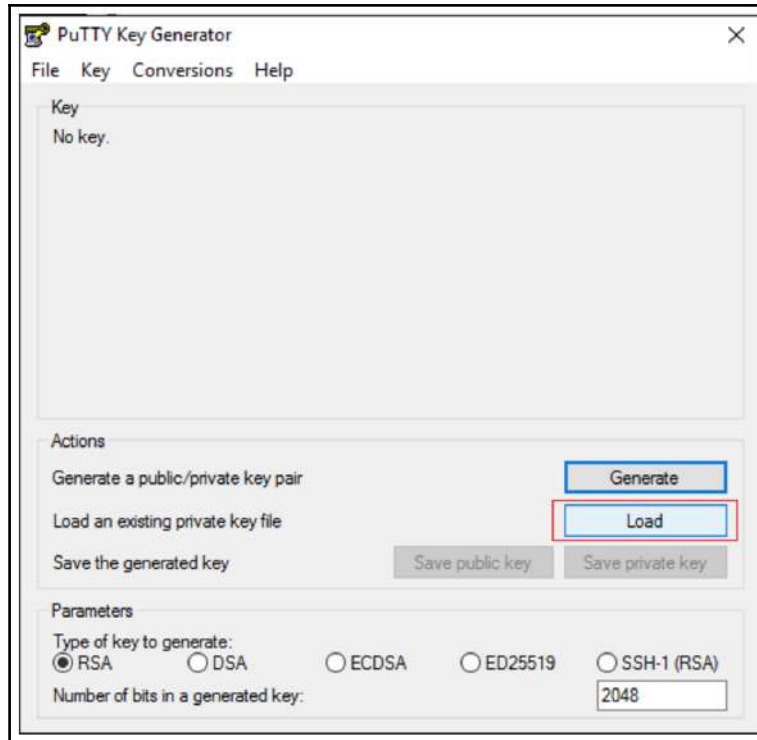 PuTTY Key Generator
File Key Conversions Help
Key
No key.
Actions
Generate a public/private key pair Generate
Load an existing private key file Load
Save the generated key Save public key Save private key
Parameters
Type of key to generate:
RSA DSA ECDSA ED25519 SSH-1 (RSA)
Number of bits in a generated key: 2048